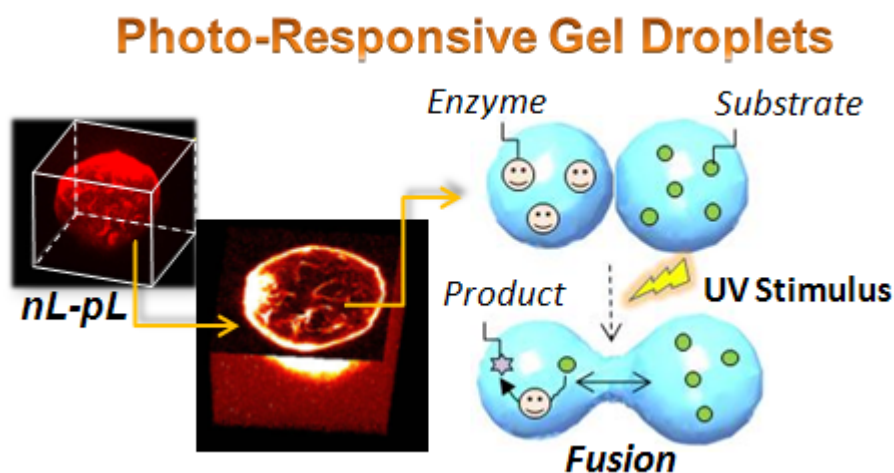 Photo-Responsive Gel Droplets
Enzyme
Substrate
nL-pL
Product
UV Stimulus
Fusion